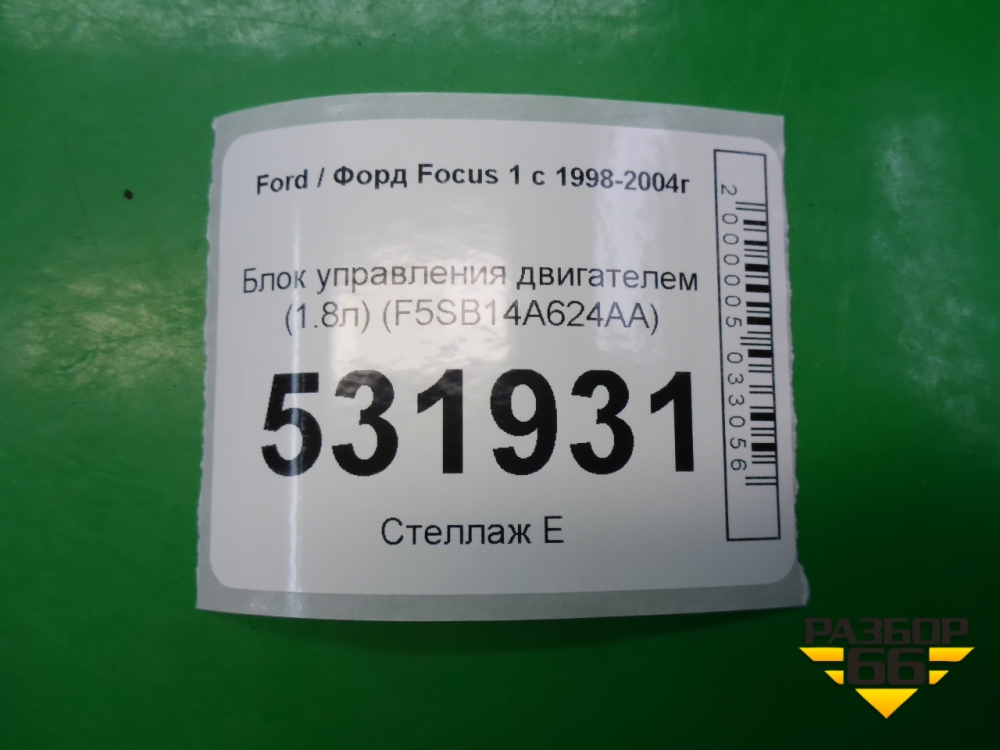 Ford / Форд Focus 1 с 1998-2004г
Блок управления двигателем
(1.8л) (F5SB14A624AA)
531931
Стеллаж Е
2 000005 033056
РАЗБОР
66